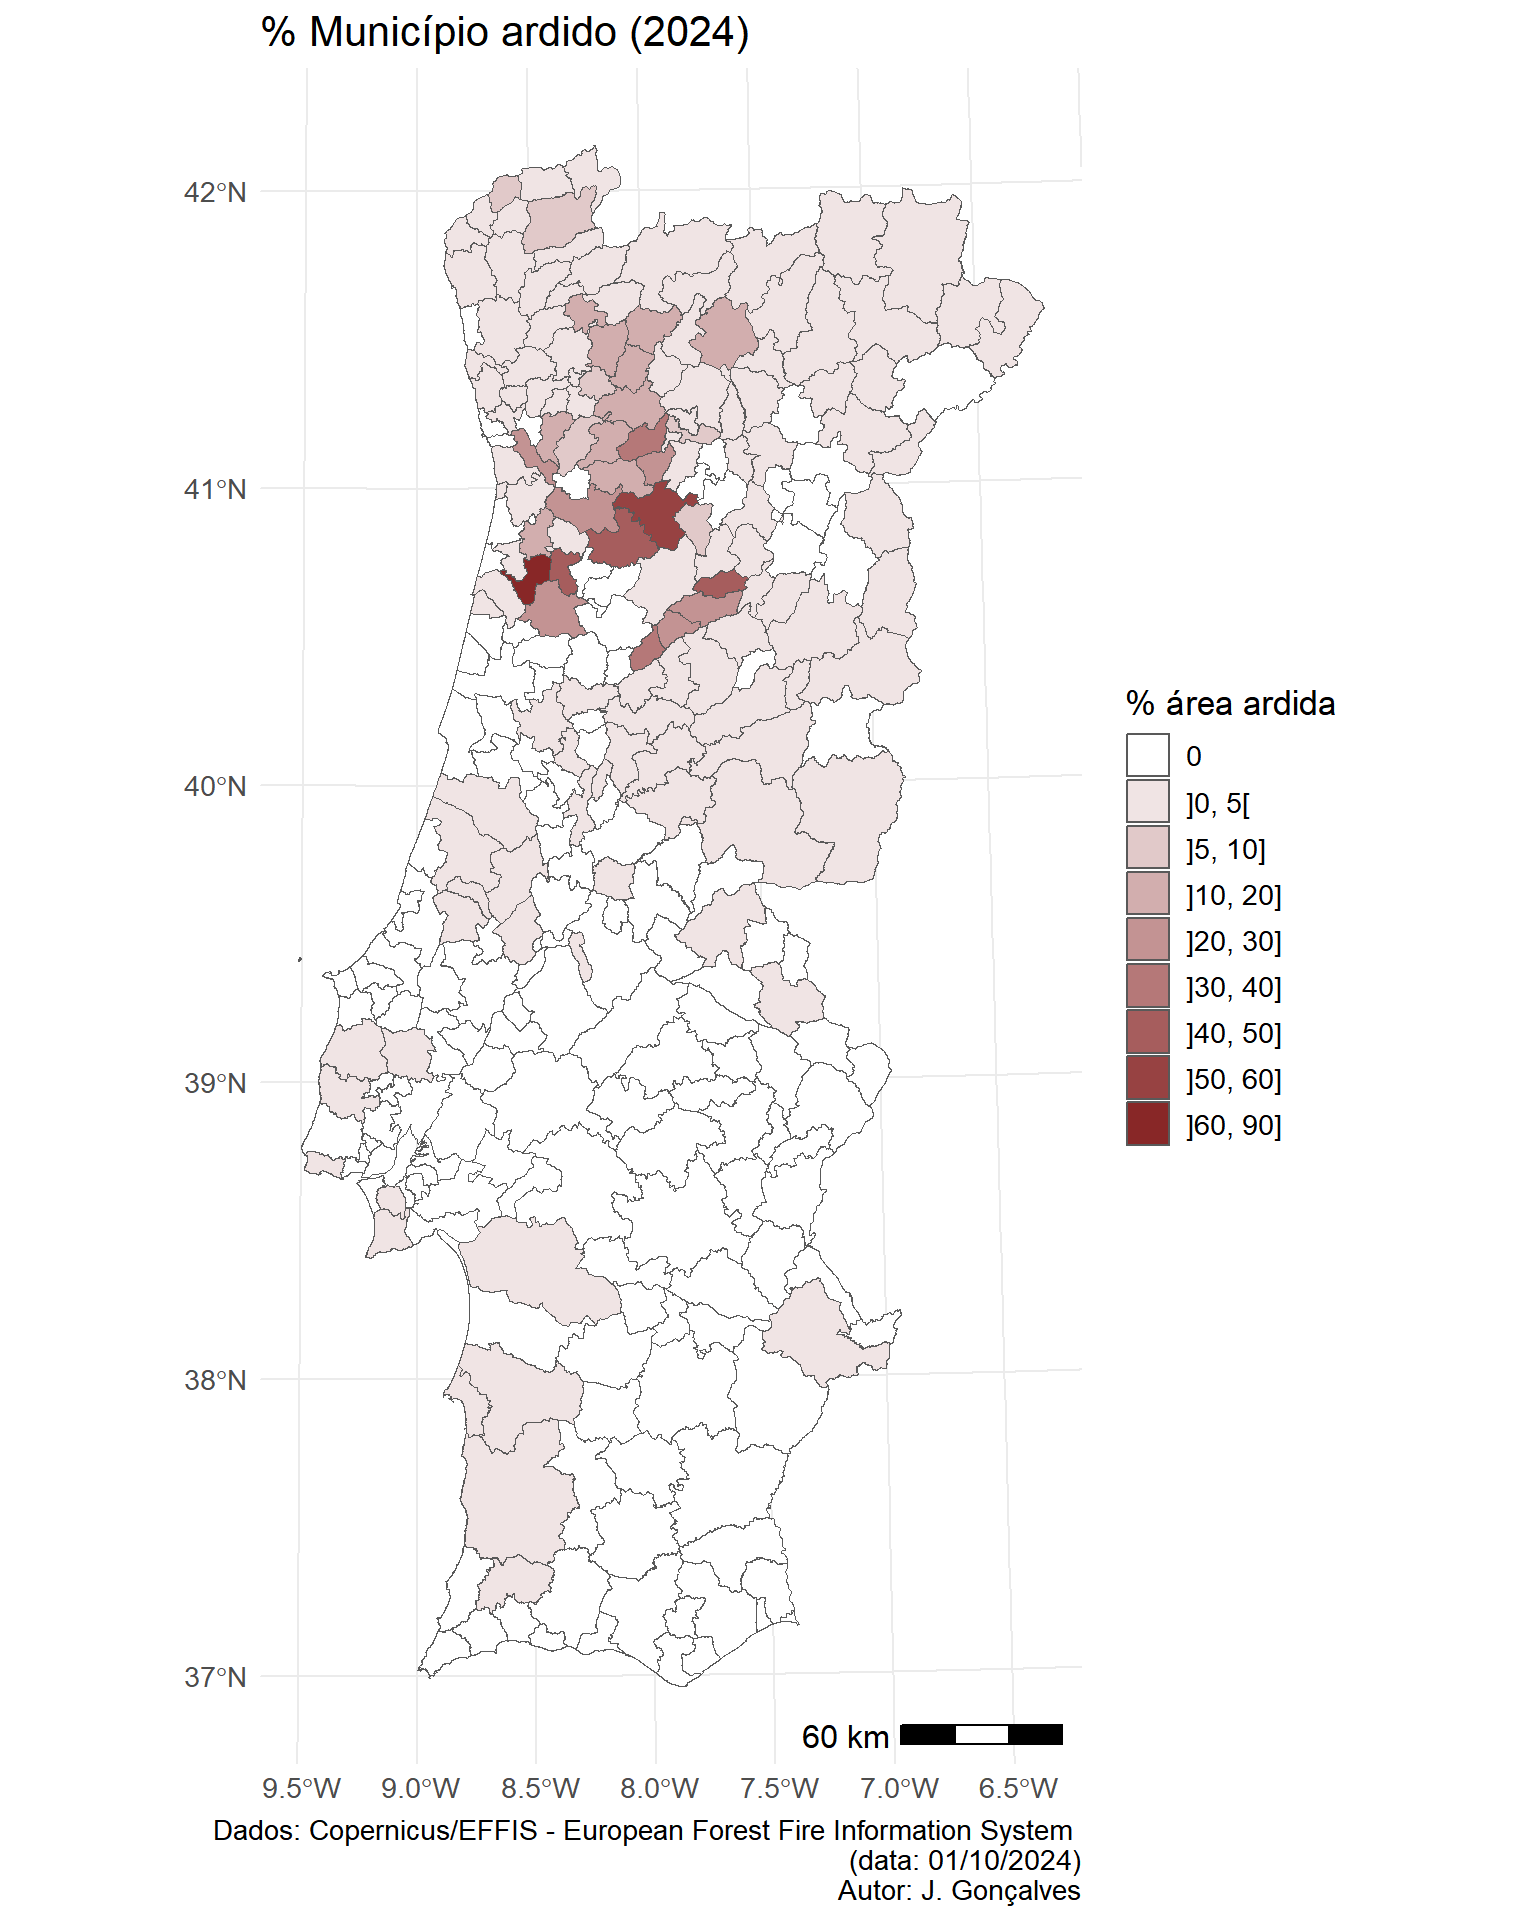 % Município ardido (2024)
42°N
41°N
40°N
39°N
38°N
37°N
% área ardida
0
]0, 5[
]5, 10]
]10, 20]
]20, 30]
]30, 40]
]40, 50]
]50, 60]
]60, 90]
60 km
9.5°W 9.0°W 8.5°W 8.0°W 7.5°W 7.0°W 6.5°W
Dados: Copernicus/EFFIS - European Forest Fire Information System
(data: 01/10/2024)
Autor: J. Gonçalves